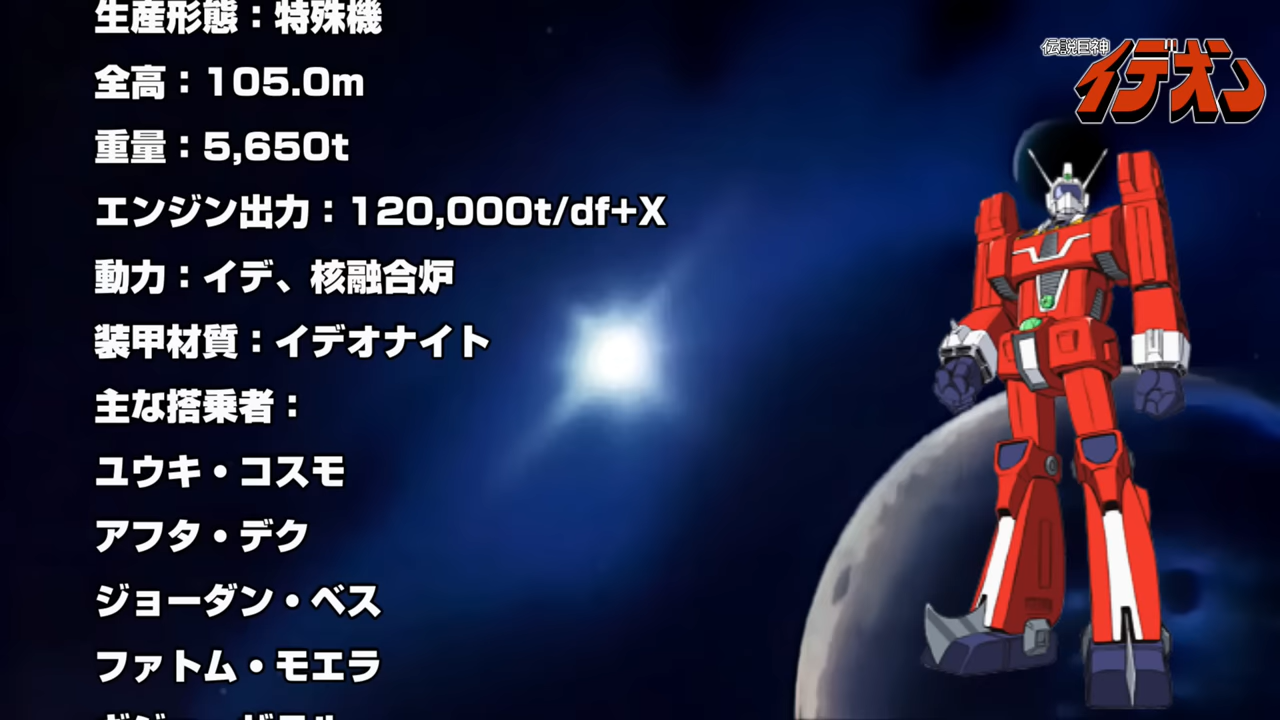 生産形態：特殊機
全高：105.0m
重量：5,650t
エンジン出力：120,000t/df+X
動力：イデ、核融合炉
装甲材質：イデオナイト
主な搭乗者：
ユウキ・コスモ
アフタ・デク
ジョーダン・ベス
ファトム・モエラ
伝説巨神
イデオン